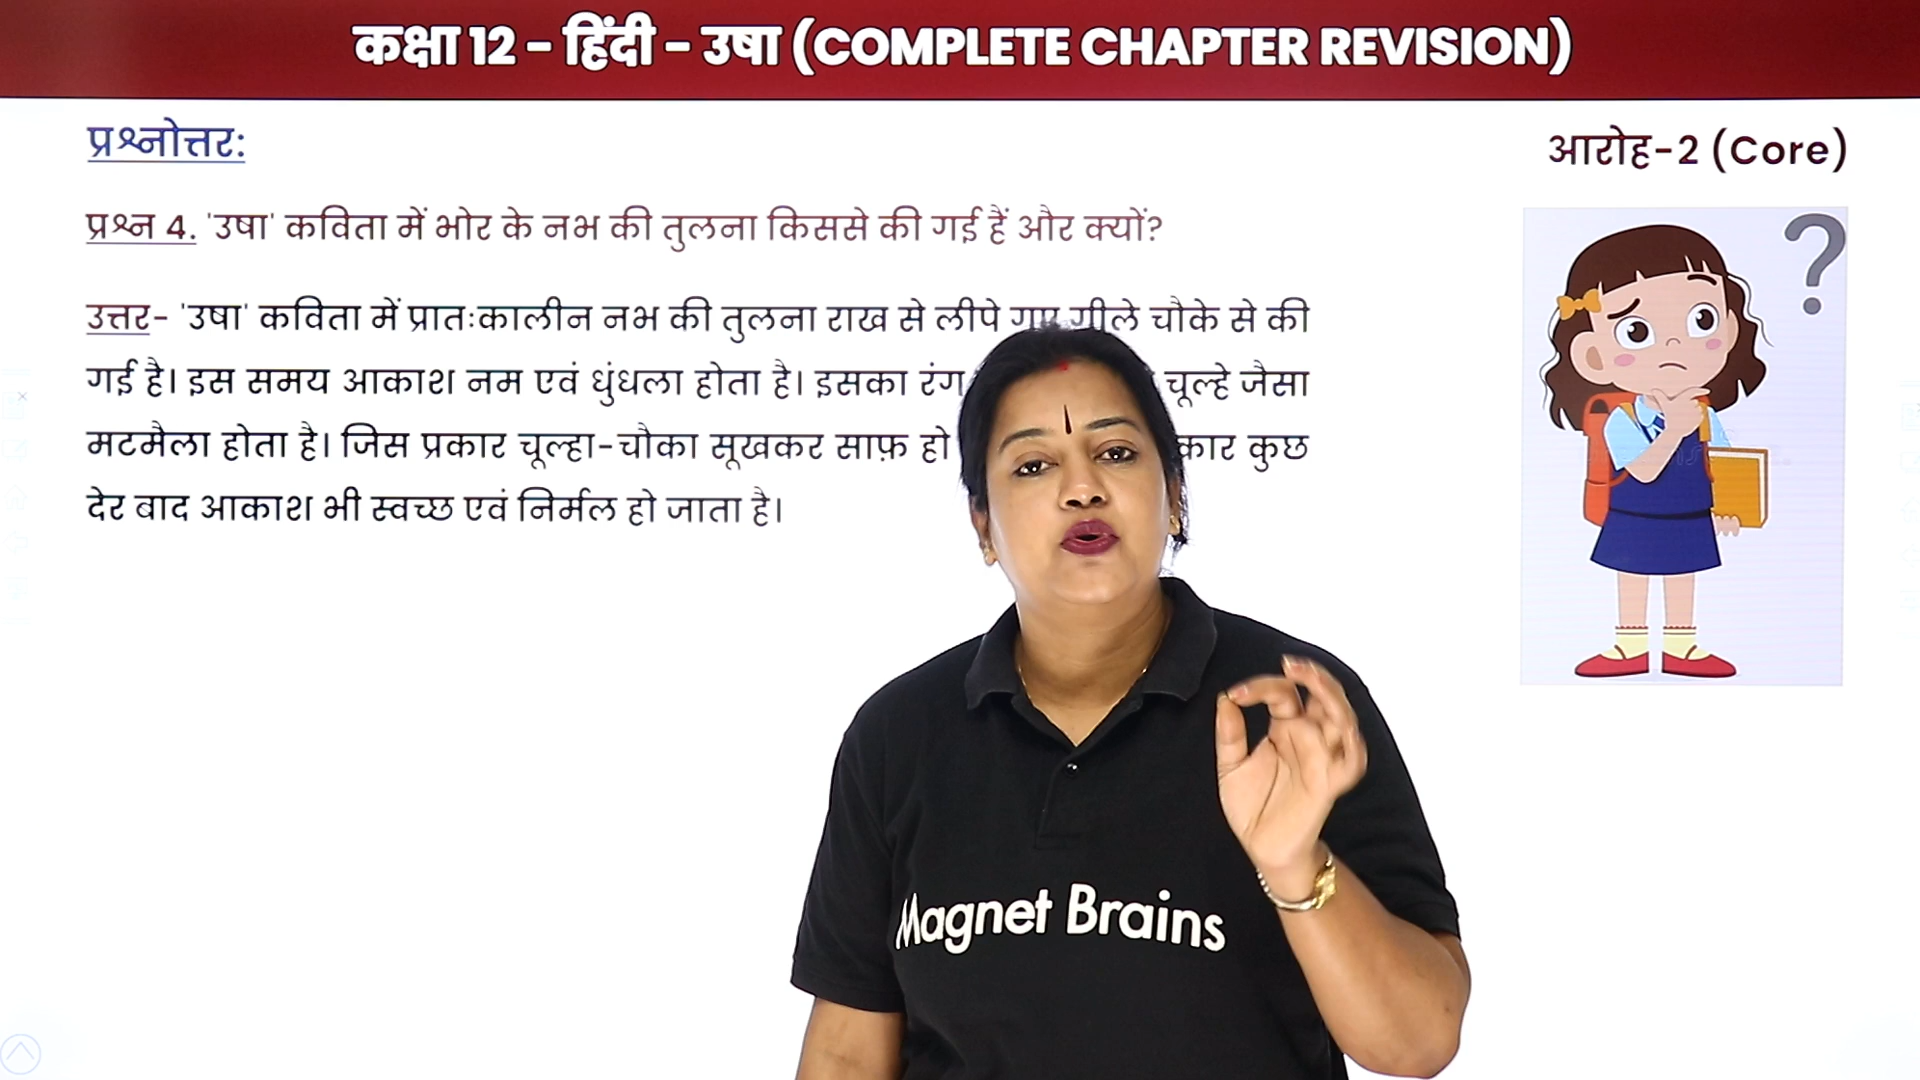 कक्षा 12 - हिंदी - उषा (COMPLETE CHAPTER REVISION)
प्रश्नोत्तर:
आरोह-2 (Core)
प्रश्न 4. 'उषा' कविता में भोर के नभ की तुलना किससे की गई हैं और क्यों?
उत्तर- 'उषा' कविता में प्रातःकालीन नभ की तुलना राख से लीपे गए गीले चौके से की
गई है। इस समय आकाश नम एवं धुंधला होता है। इसका रंग चूल्हे जैसा
मटमैला होता है। जिस प्रकार चूल्हा-चौका सूखकर साफ़ हो कुछ
देर बाद आकाश भी स्वच्छ एवं निर्मल हो जाता है।
?
Magnet Brains